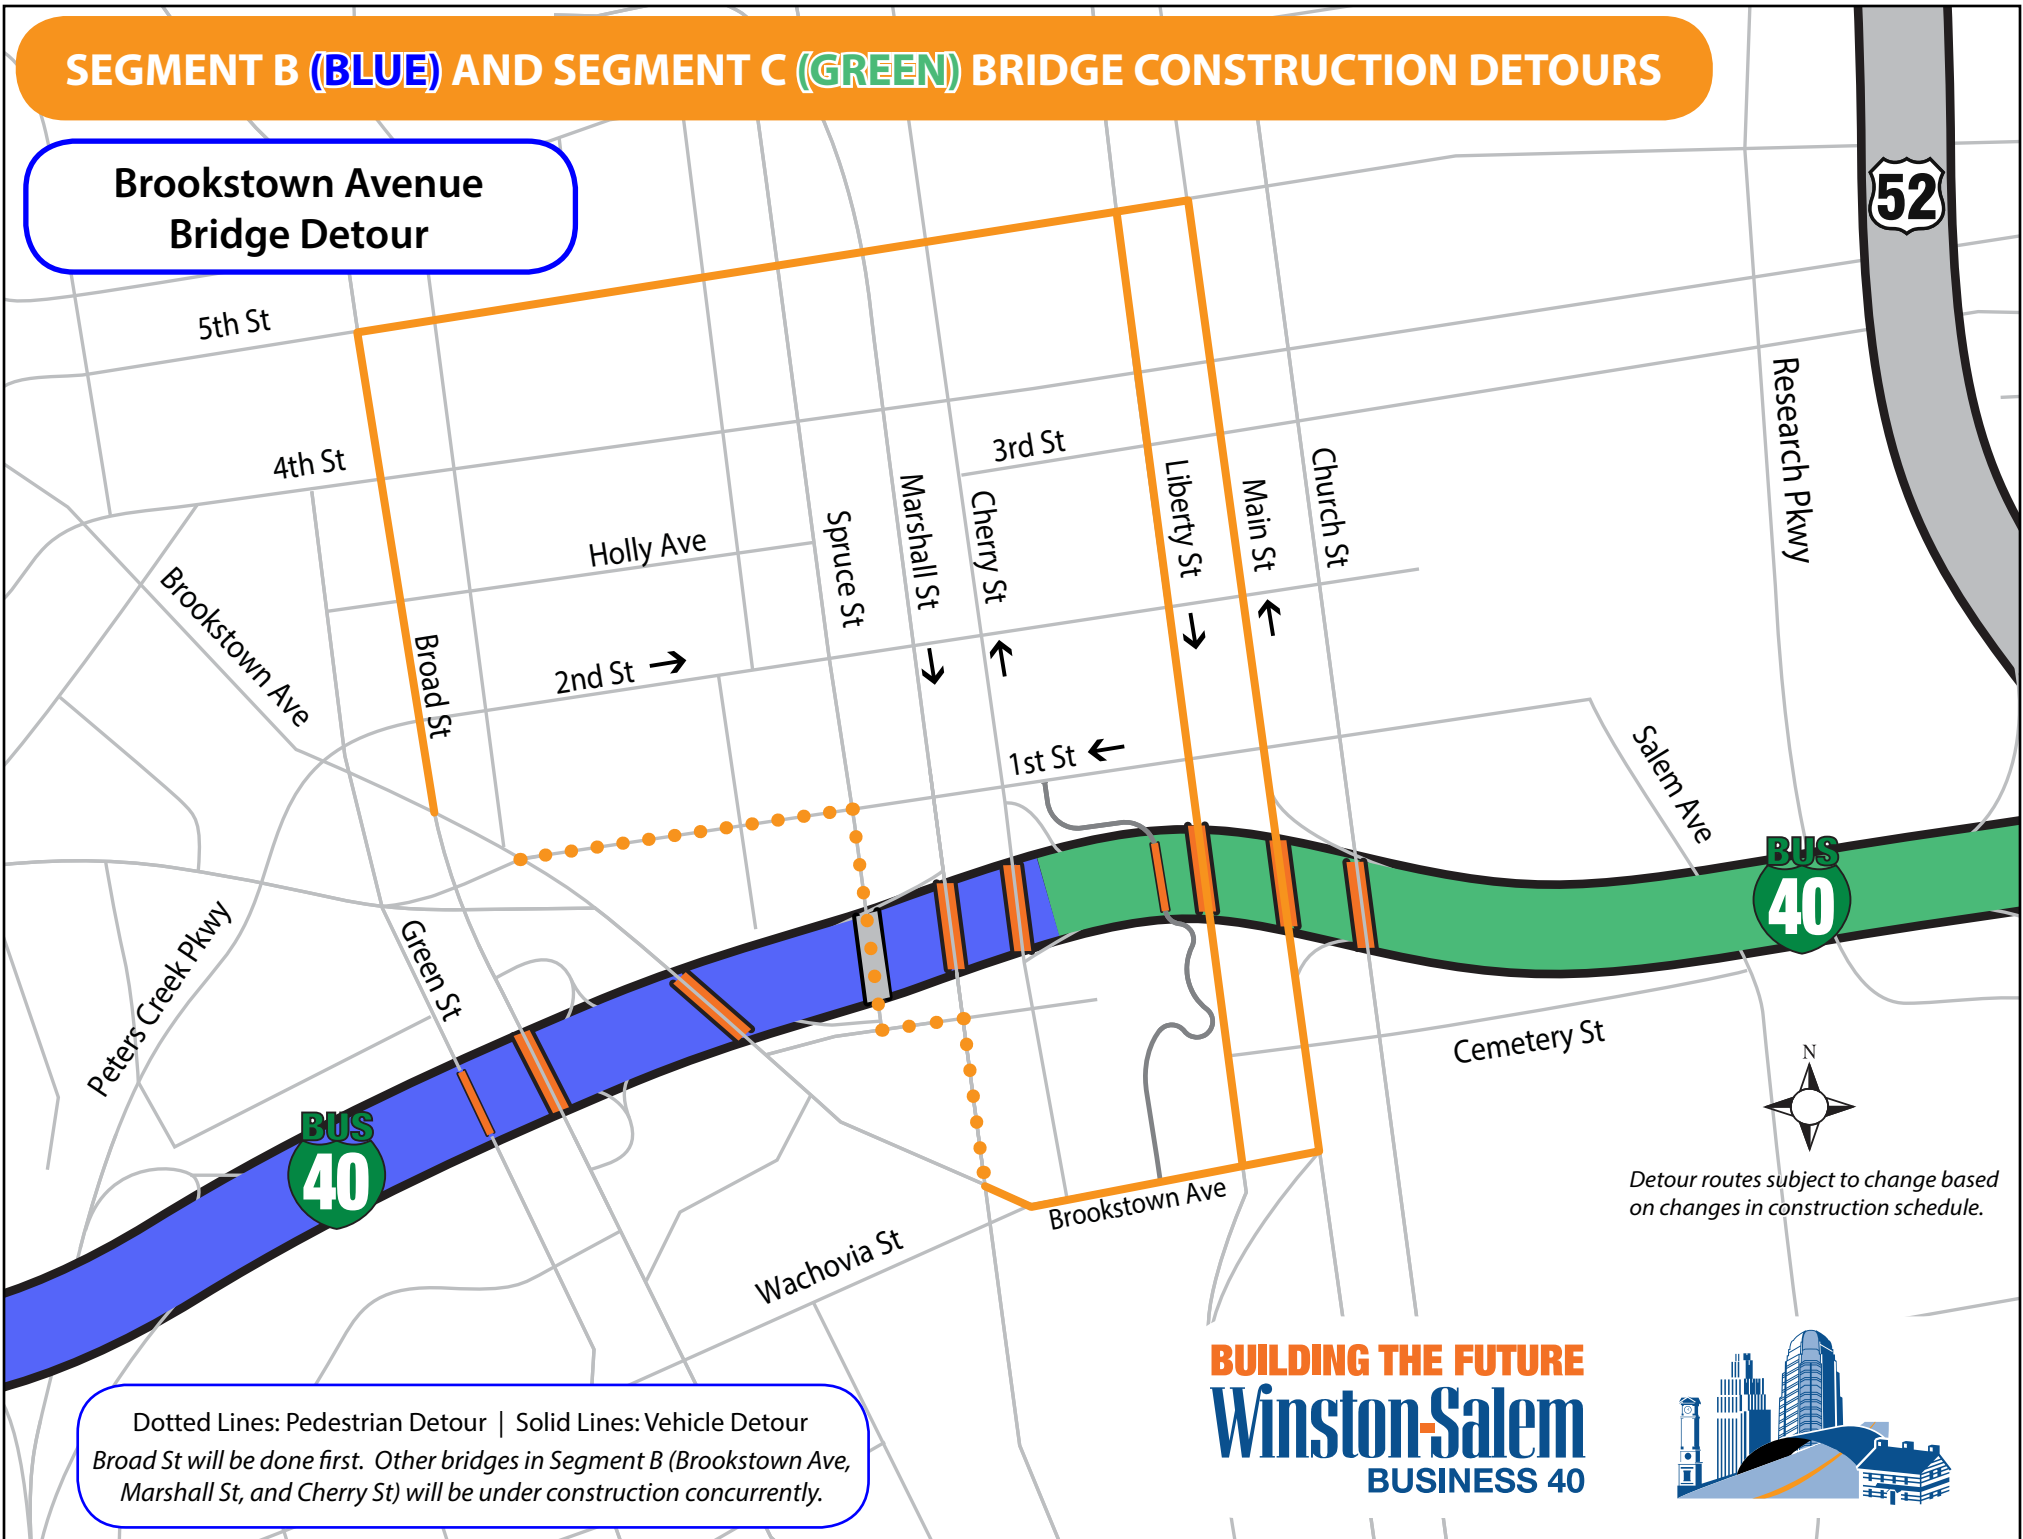 SEGMENT B (BLUE) AND SEGMENT C (GREEN) BRIDGE CONSTRUCTION DETOURS
Brookstown Avenue
Bridge Detour
52
5th St
4th St
3rd St
Holly Ave
2nd St
1st St
Brookstown Ave
Broad St
Spruce St
Marshall St
Cherry St
Liberty St
Main St
Church St
Research Pkwy
Salem Ave
BUS
40
Peters Creek Pkwy
Green St
BUS
40
Cemetery St
N
Brookstown Ave
Wachovia St
Detour routes subject to change based
on changes in construction schedule.
Dotted Lines: Pedestrian Detour | Solid Lines: Vehicle Detour
Broad St will be done first. Other bridges in Segment B (Brookstown Ave,
Marshall St, and Cherry St) will be under construction concurrently.
BUILDING THE FUTURE
Winston-Salem
BUSINESS 40